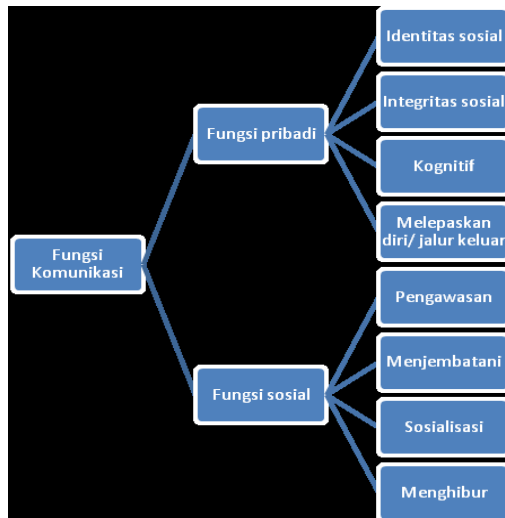 Identitas sosial
Integritas sosial
Fungsi pribadi
Kognitif
Melepaskan
diri/ jalur keluar
Fungsi
Komunikasi
Pengawasan
Menjembatani
Fungsi sosial
Sosialisasi
Menghibur